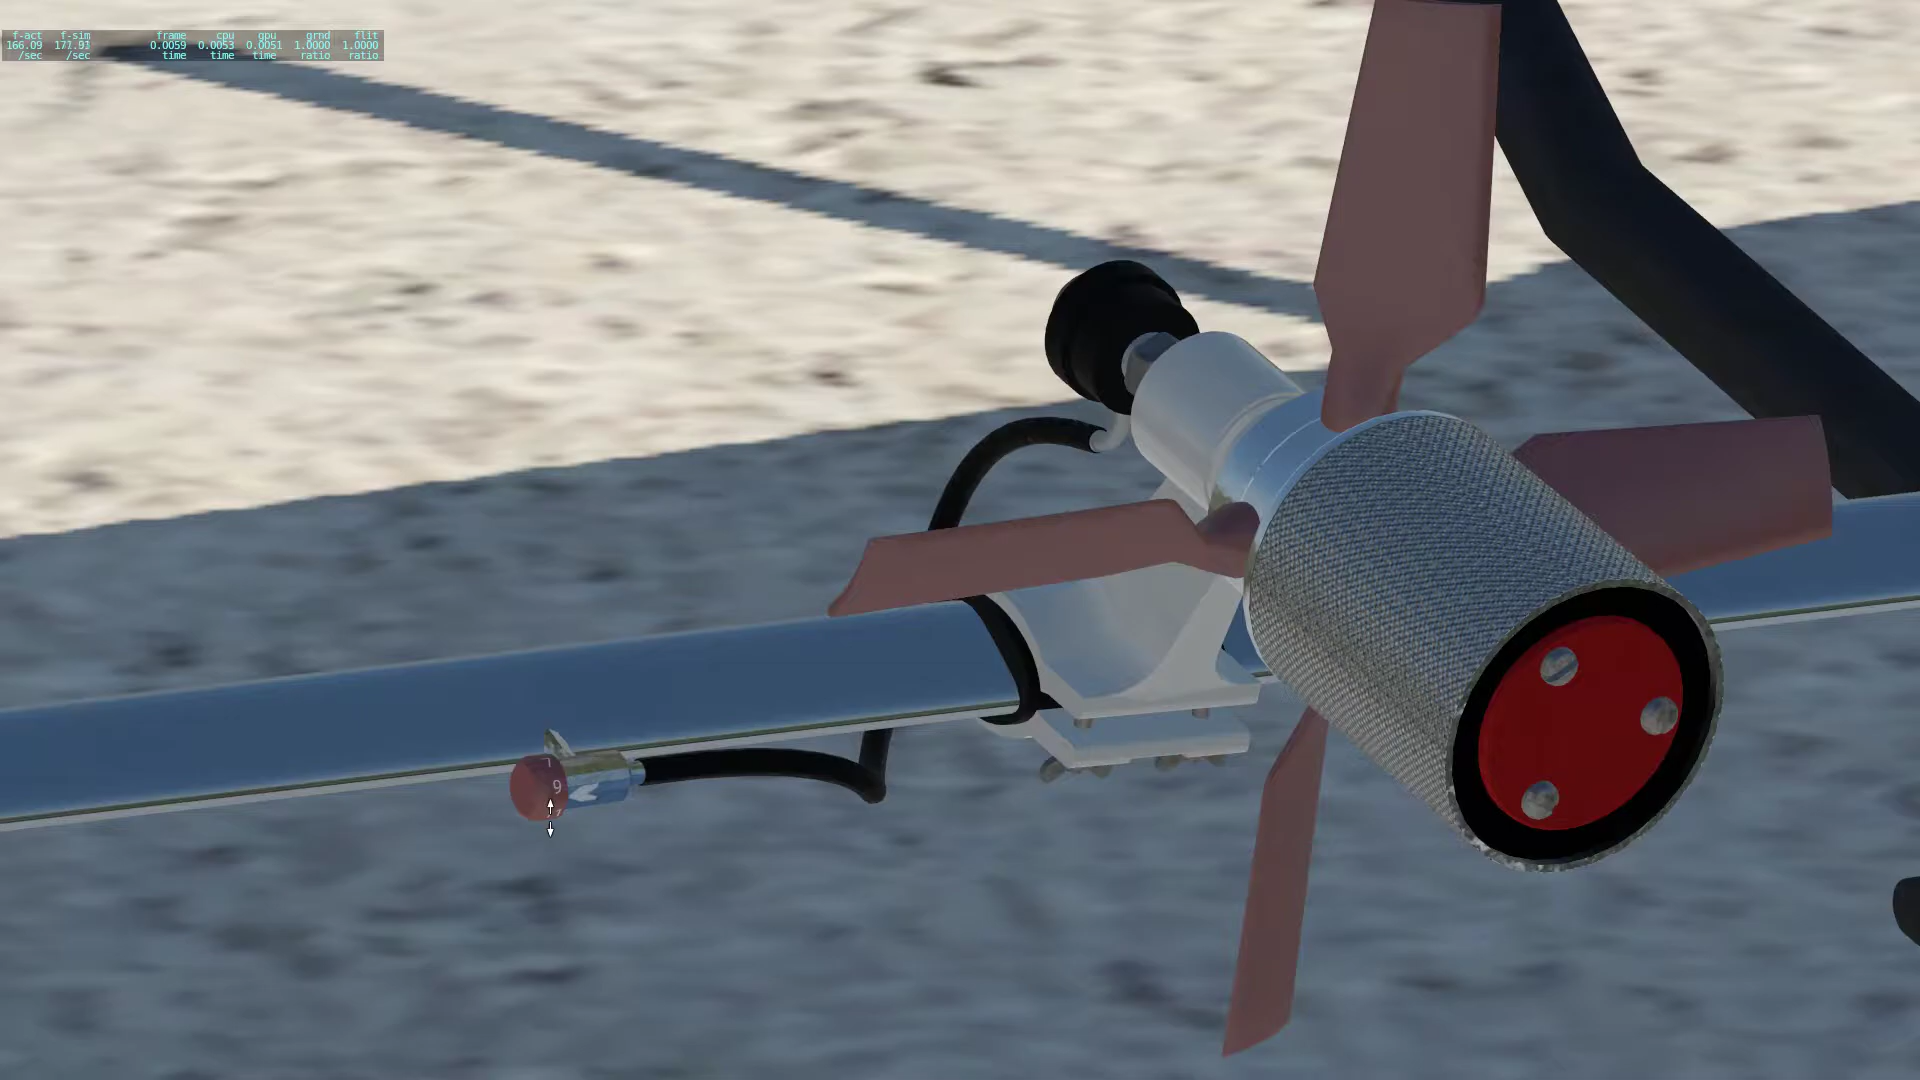 f-act f-sim frame cpu gpu grnd flit
166.09 171.91 0.0059 0.0053 0.0051 1.0000 1.0000
/sec /sec time time time ratio ratio
9